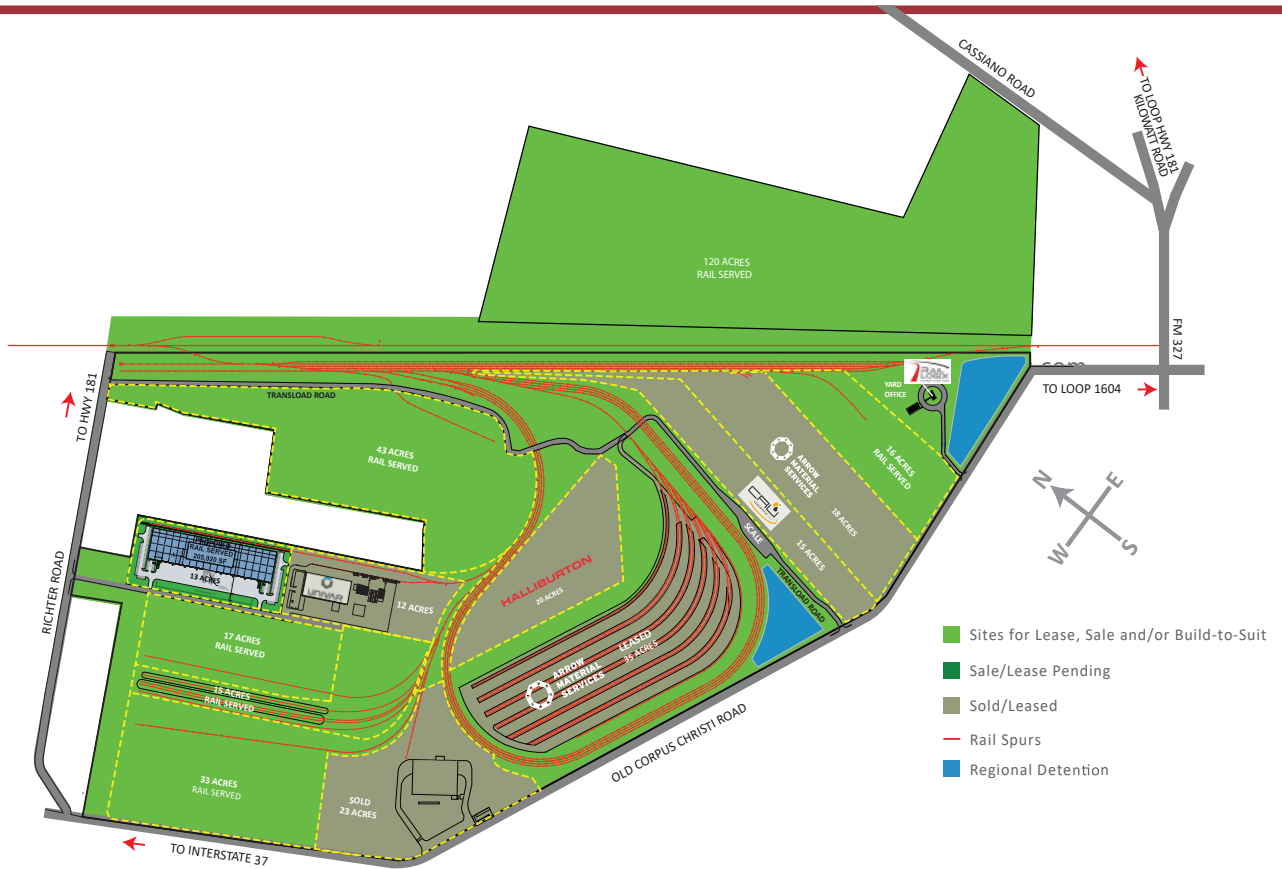 CASSIANO ROAD
TO LOOP HWY 181
KILOWATT ROAD
120 ACRES
RAIL SERVED
FM 327
TO LOOP 1604
TO HWY 181
TRANSLOAD ROAD
YARD
OFFICE
43 ACRES
RAIL SERVED
16 ACRES
RAIL SERVED
ARROW
MATERIAL
SERVICES
18 ACRES
15 ACRES
SCALE
TRANSLOAD ROAD
N
E
W
S
RAIL SERVED
205,920 SF
13 ACRES
UNIVAR
12 ACRES
HALLIBURTON
20 ACRES
RICHTER ROAD
17 ACRES
RAIL SERVED
LEASED
35 ACRES
ARROW
MATERIAL
SERVICES
15 ACRES
RAIL SERVED
33 ACRES
RAIL SERVED
SOLD
23 ACRES
OLD CORPUS CHRISTI ROAD
TO INTERSTATE 37
Sites for Lease, Sale and/or Build-to-Suit
Sale/Lease Pending
Sold/Leased
Rail Spurs
Regional Detention